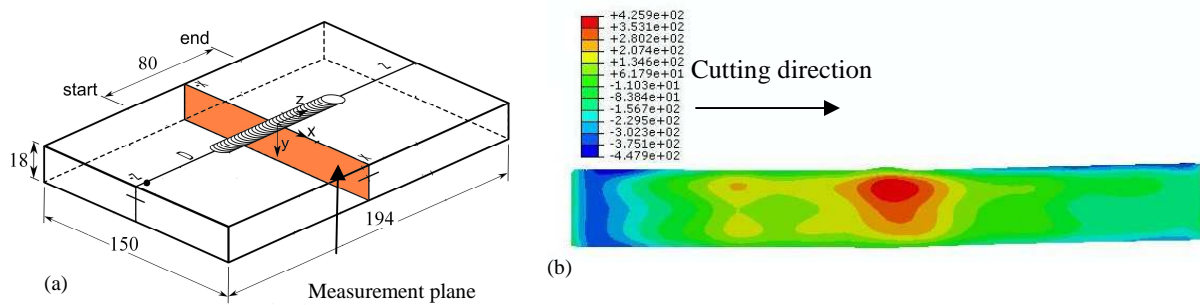 end
80
start
z
x
z
x
y
x
D
z
18
150
194
(a)
Measurement plane
+4.259e+02
+3.531e+02
+2.802e+02
+2.074e+02
+1.346e+02
+6.179e+01
-1.103e+01
-8.384e+01
-1.567e+02
-2.295e+02
-3.023e+02
-3.751e+02
-4.479e+02
Cutting direction
(b)